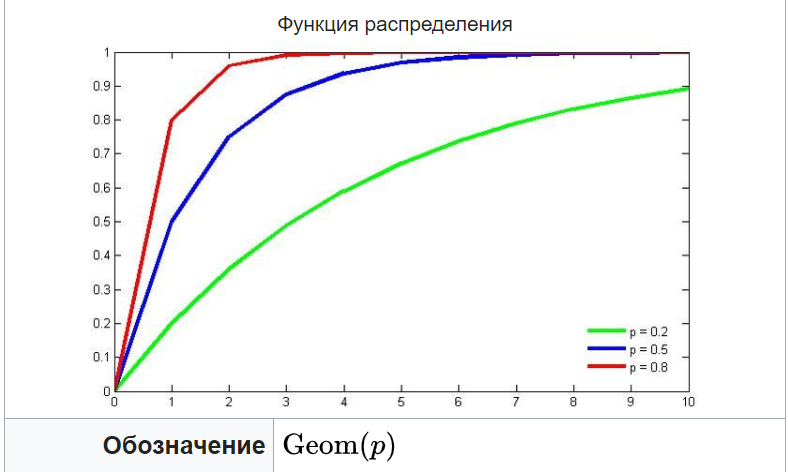 Функция распределения
1
0.9
0.8
0.7
0.6
0.5
0.4
0.3
0.2
0.1
0
p = 0.2
p = 0.5
p = 0.8
0 1 2 3 4 5 6 7 8 9 10
Обозначение Geom(p)